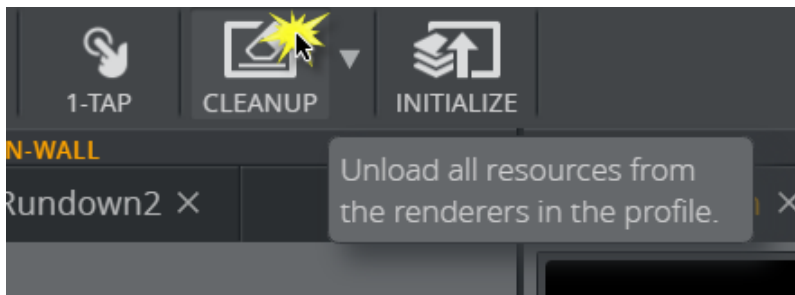 1-TAP
CLEANUP
INITIALIZE
N-WALL
Rundown2
Unload all resources from
the renderers in the profile.